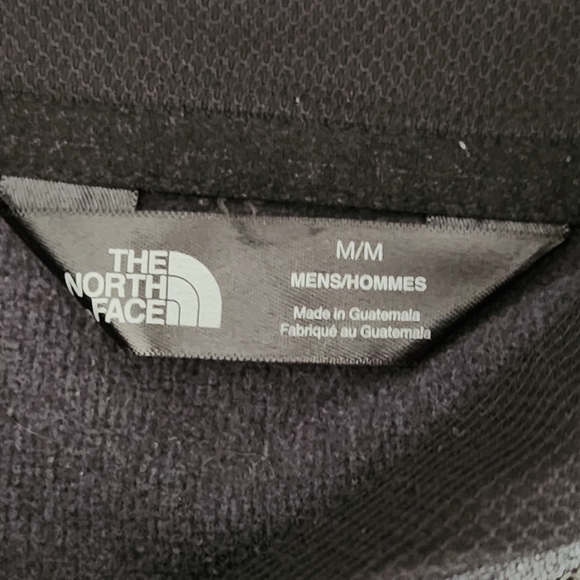 THE
NORTH
FACE
M/M
MENS/HOMMES
Made in Guatemala
Fabriqué au Guatemala